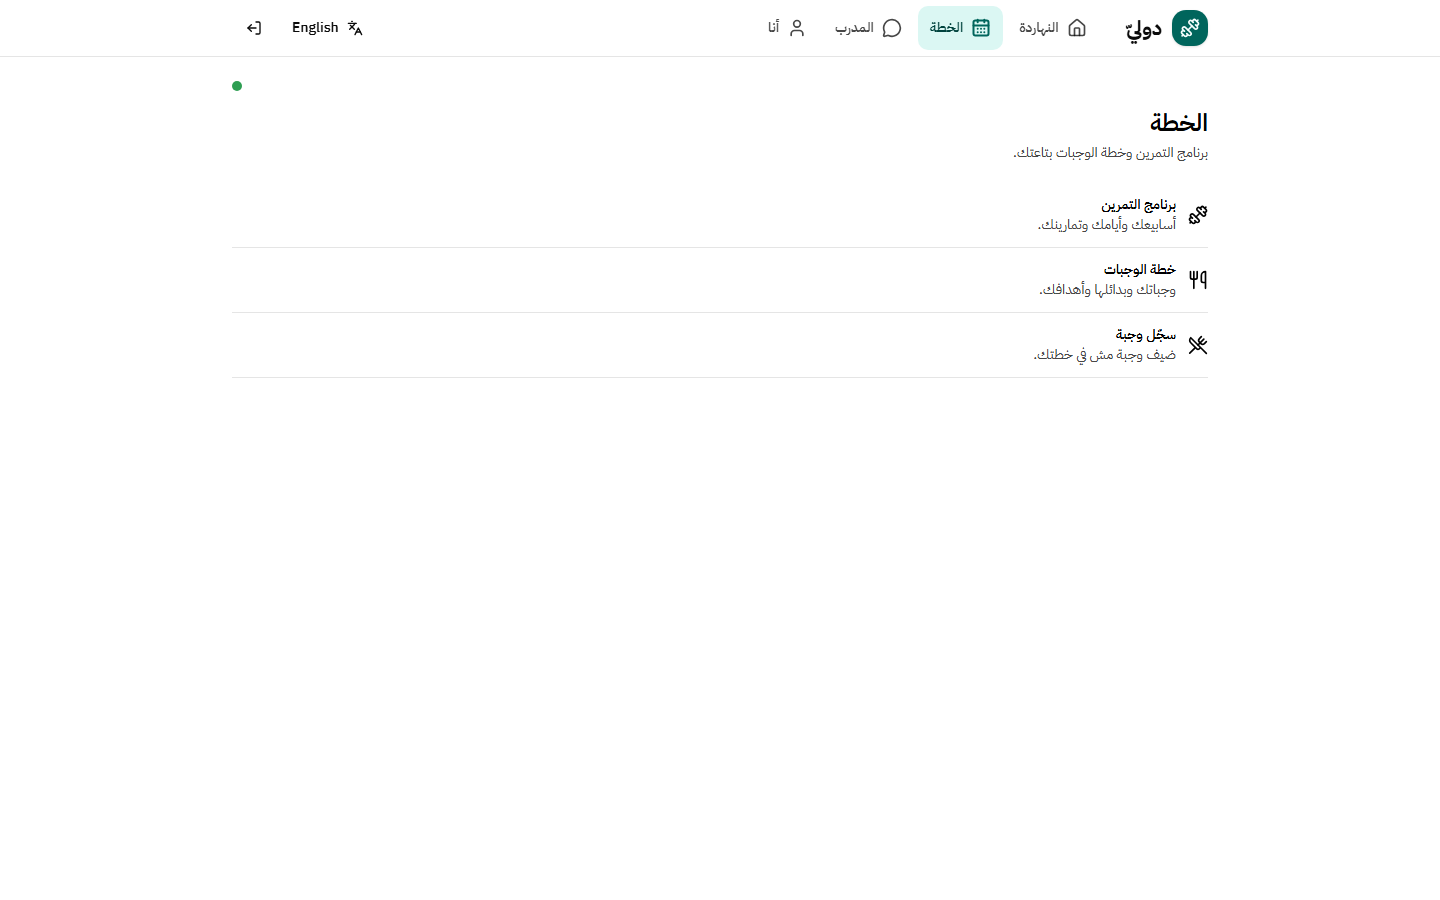 دوليّ
النهاردة
الخطة
المدرب
أنا
English
الخطة
برنامج التمرين وخطة الوجبات بتاعتك.
برنامج التمرين
أسابيعك وأيامك وتمارينك.
خطة الوجبات
وجباتك وبدائلها وأهدافك.
سجّل وجبة
ضيف وجبة مش في خطتك.